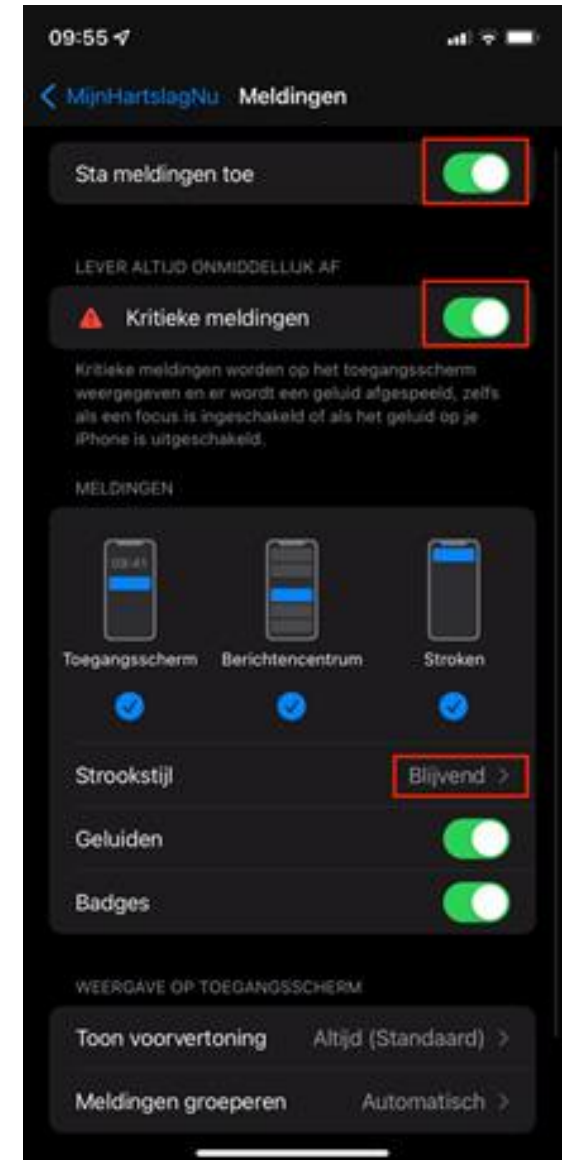 09:55
MijnHartslagNu Meldingen
Sta meldingen toe
LEVER ALTIJD ONMIDDELLIJK AF
Kritieke meldingen
Kritieke meldingen worden op het toegangsscherm
weergegeven en er wordt een geluid afgespeeld, zelfs
als een focus is ingeschakeld of als het geluid op je
iPhone is uitgeschakeld.
MELDINGEN
09:41
Toegangsscherm Berichtencentrum Stroken
Strookstijl Blijvend
Geluiden
Badges
WEERGAVE OP TOEGANGSSCHERM
Toon voorvertoning Altijd (Standaard)
Meldingen groeperen Automatisch